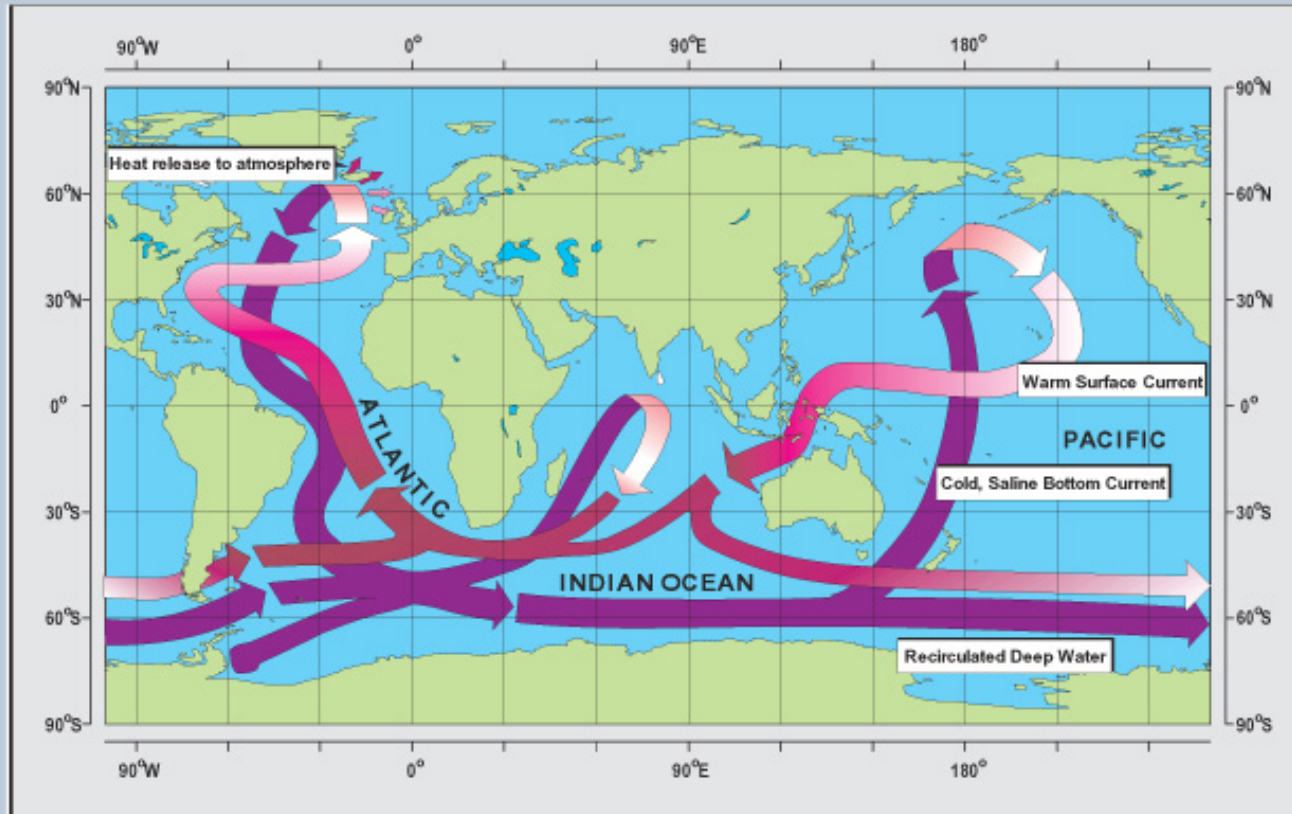 90°W 0° 90°E 180°
90°N 90°N
Heat release to atmosphere
60°N 60°N
30°N 30°N
Warm Surface Current
0° 0°
ATLANTIC
PACIFIC
Cold, Saline Bottom Current
30°S 30°S
INDIAN OCEAN
60°S 60°S
Recirculated Deep Water
90°S 90°S
90°W 0° 90°E 180°